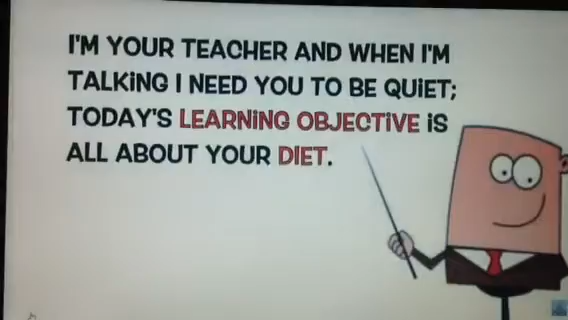 I'M YOUR TEACHER AND WHEN I'M
TALKING I NEED YOU TO BE QUIET;
TODAY'S LEARNING OBJECTIVE IS
ALL ABOUT YOUR DIET.